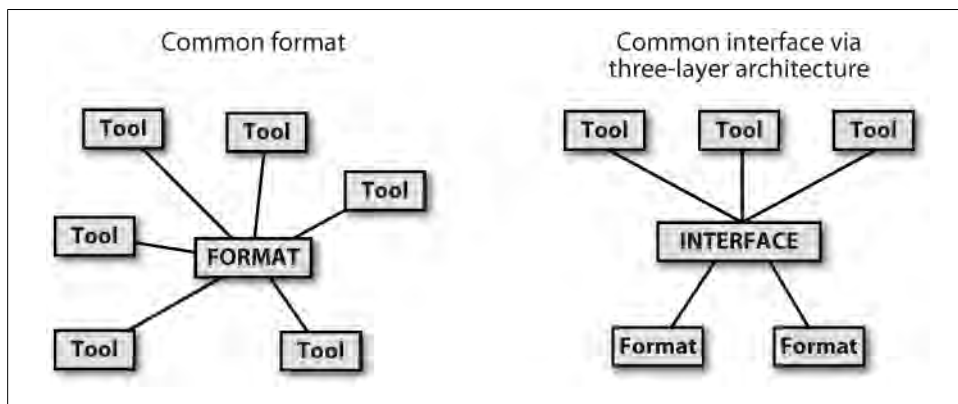 Common format
Tool
Tool
Tool
Tool
FORMAT
Tool
Tool
Common interface via
three-layer architecture
Tool
Tool
Tool
INTERFACE
Format
Format